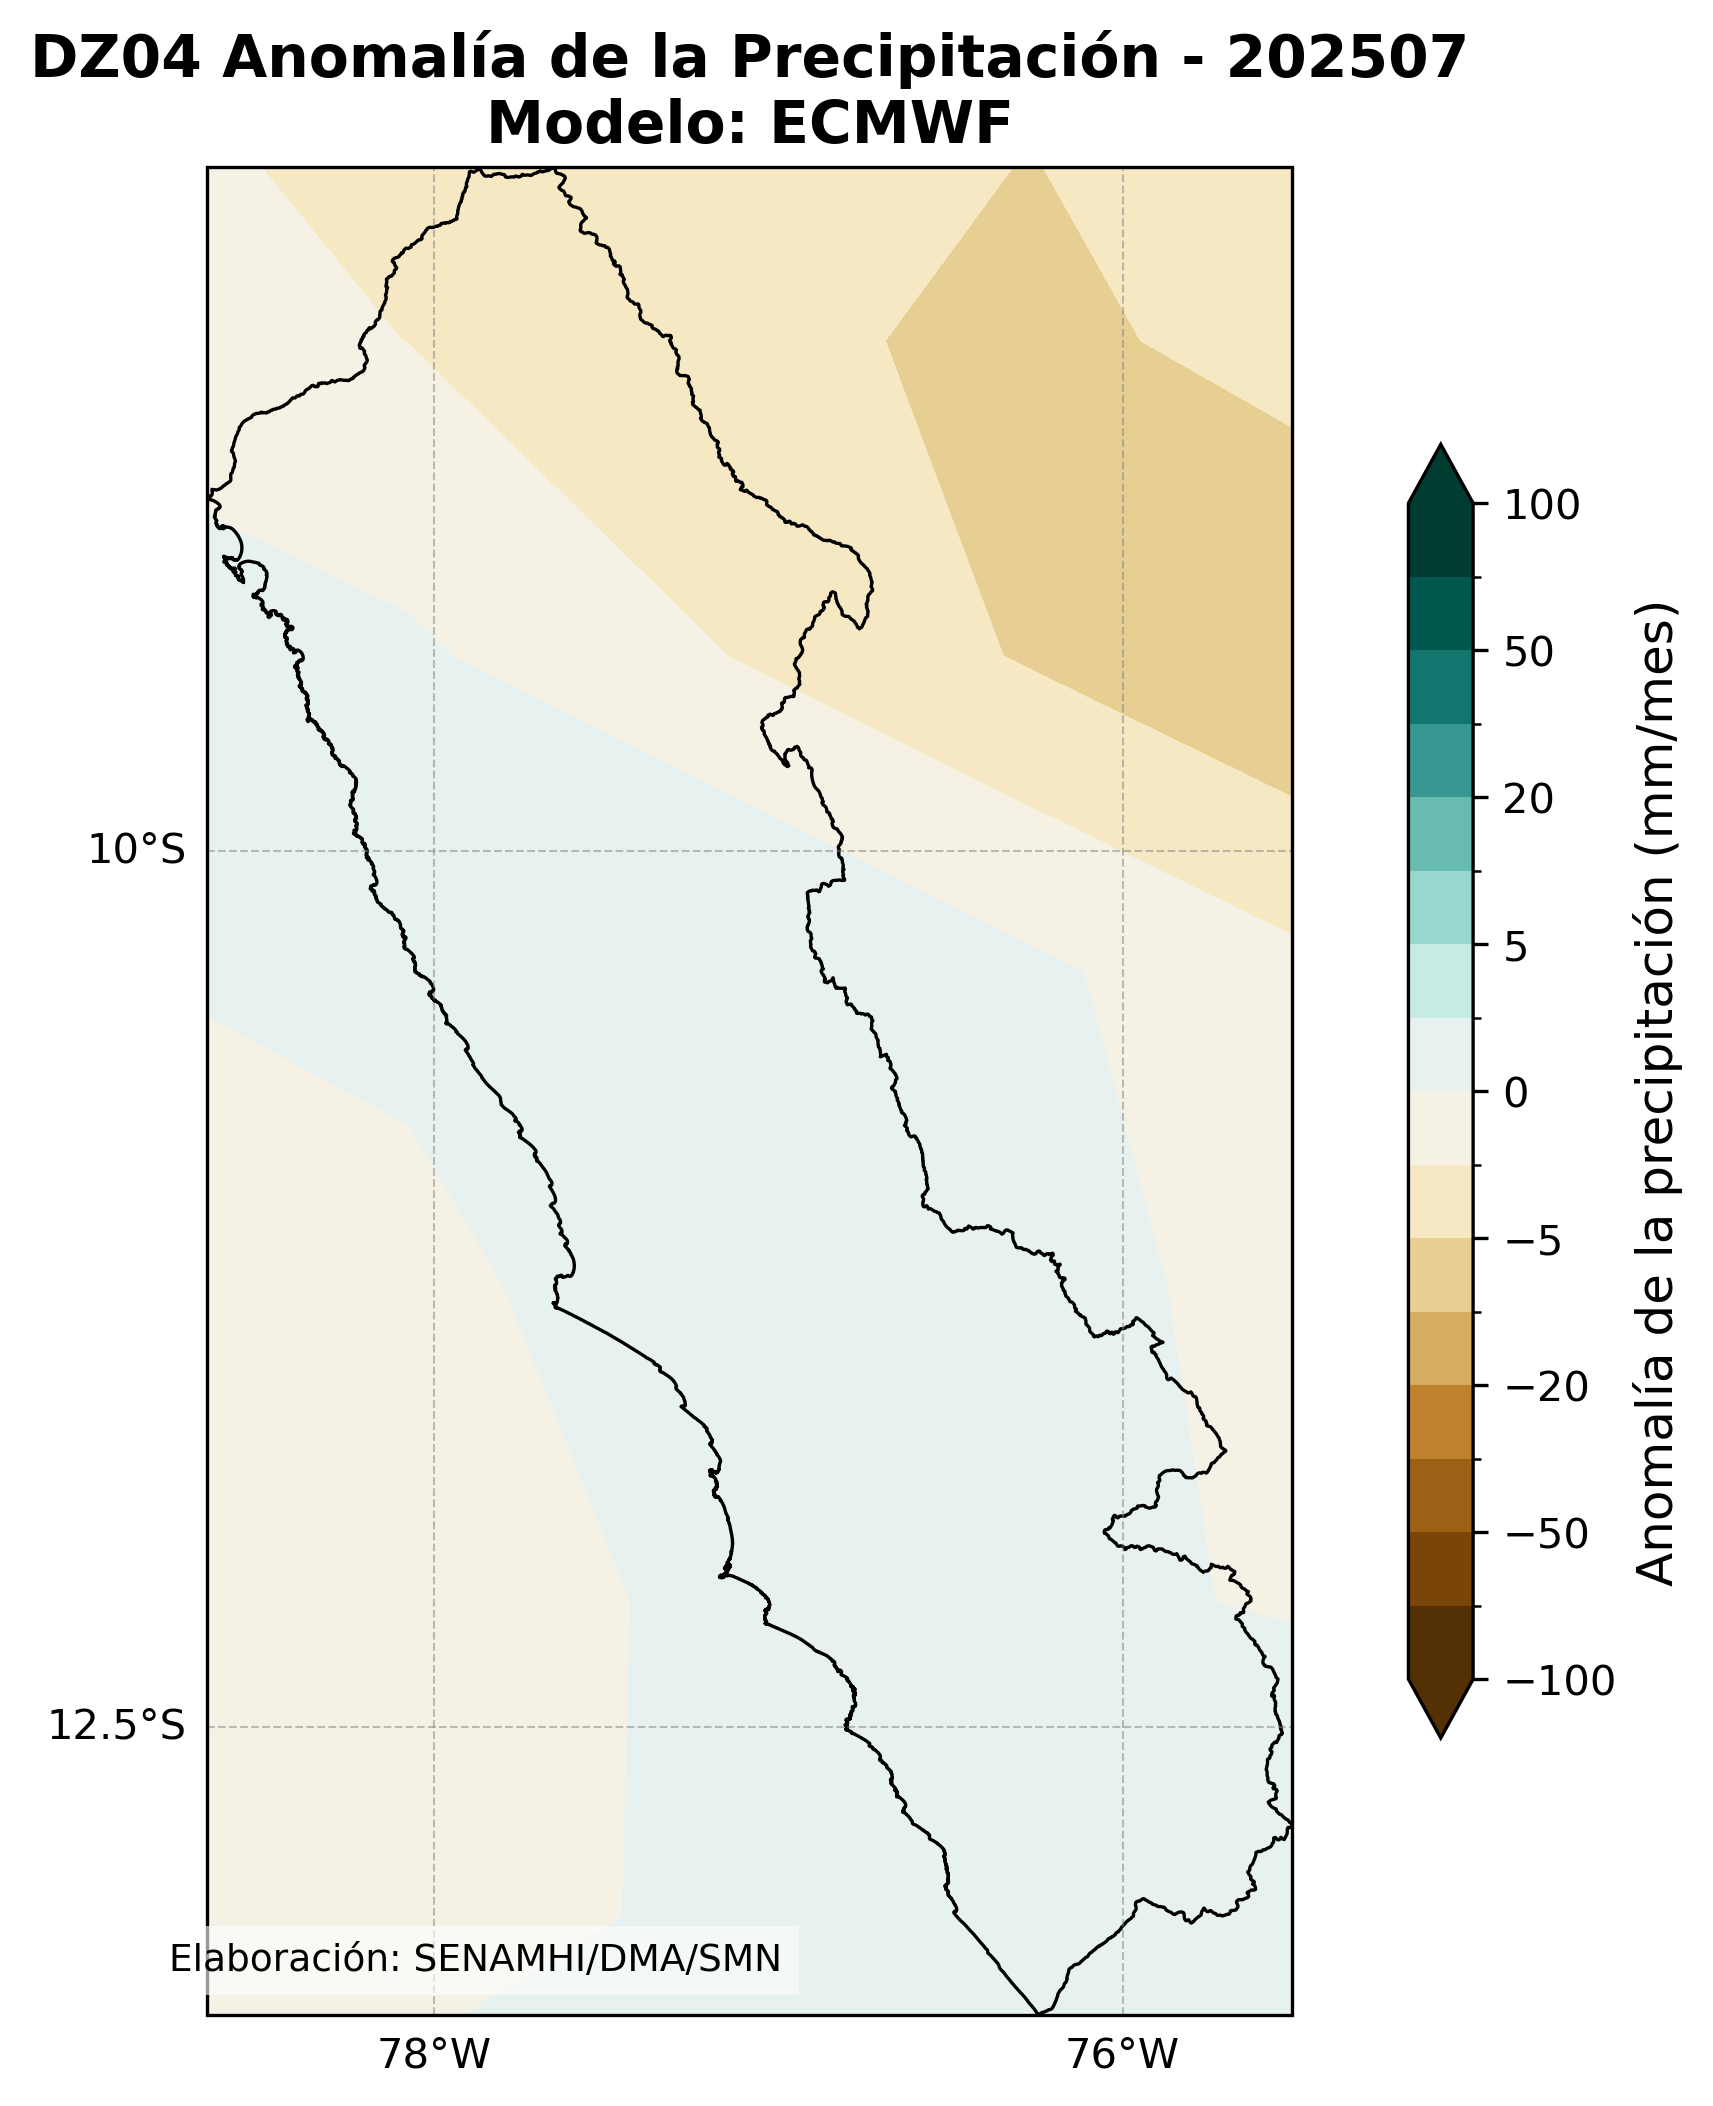 DZ04 Anomalía de la Precipitación - 202507
Modelo: ECMWF
100
50
20
5
0
−5
−20
−50
−100
Anomalía de la precipitación (mm/mes)
10°S
12.5°S
Elaboración: SENAMHI/DMA/SMN
78°W
76°W